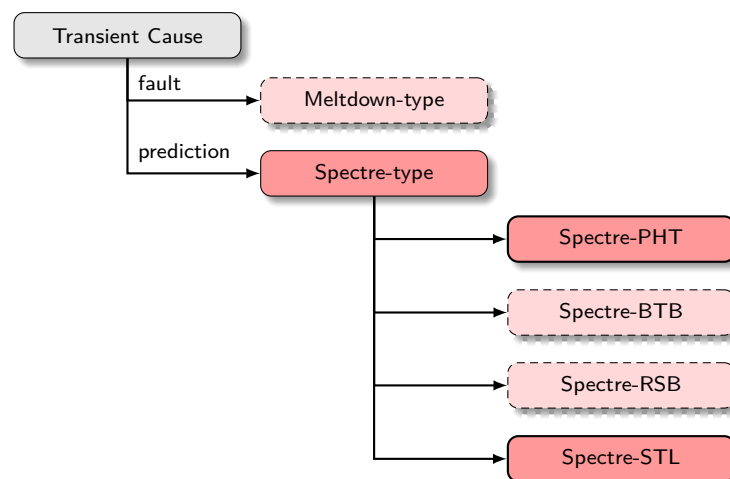 Transient Cause
fault
Meltdown-type
prediction
Spectre-type
Spectre-PHT
Spectre-BTB
Spectre-RSB
Spectre-STL